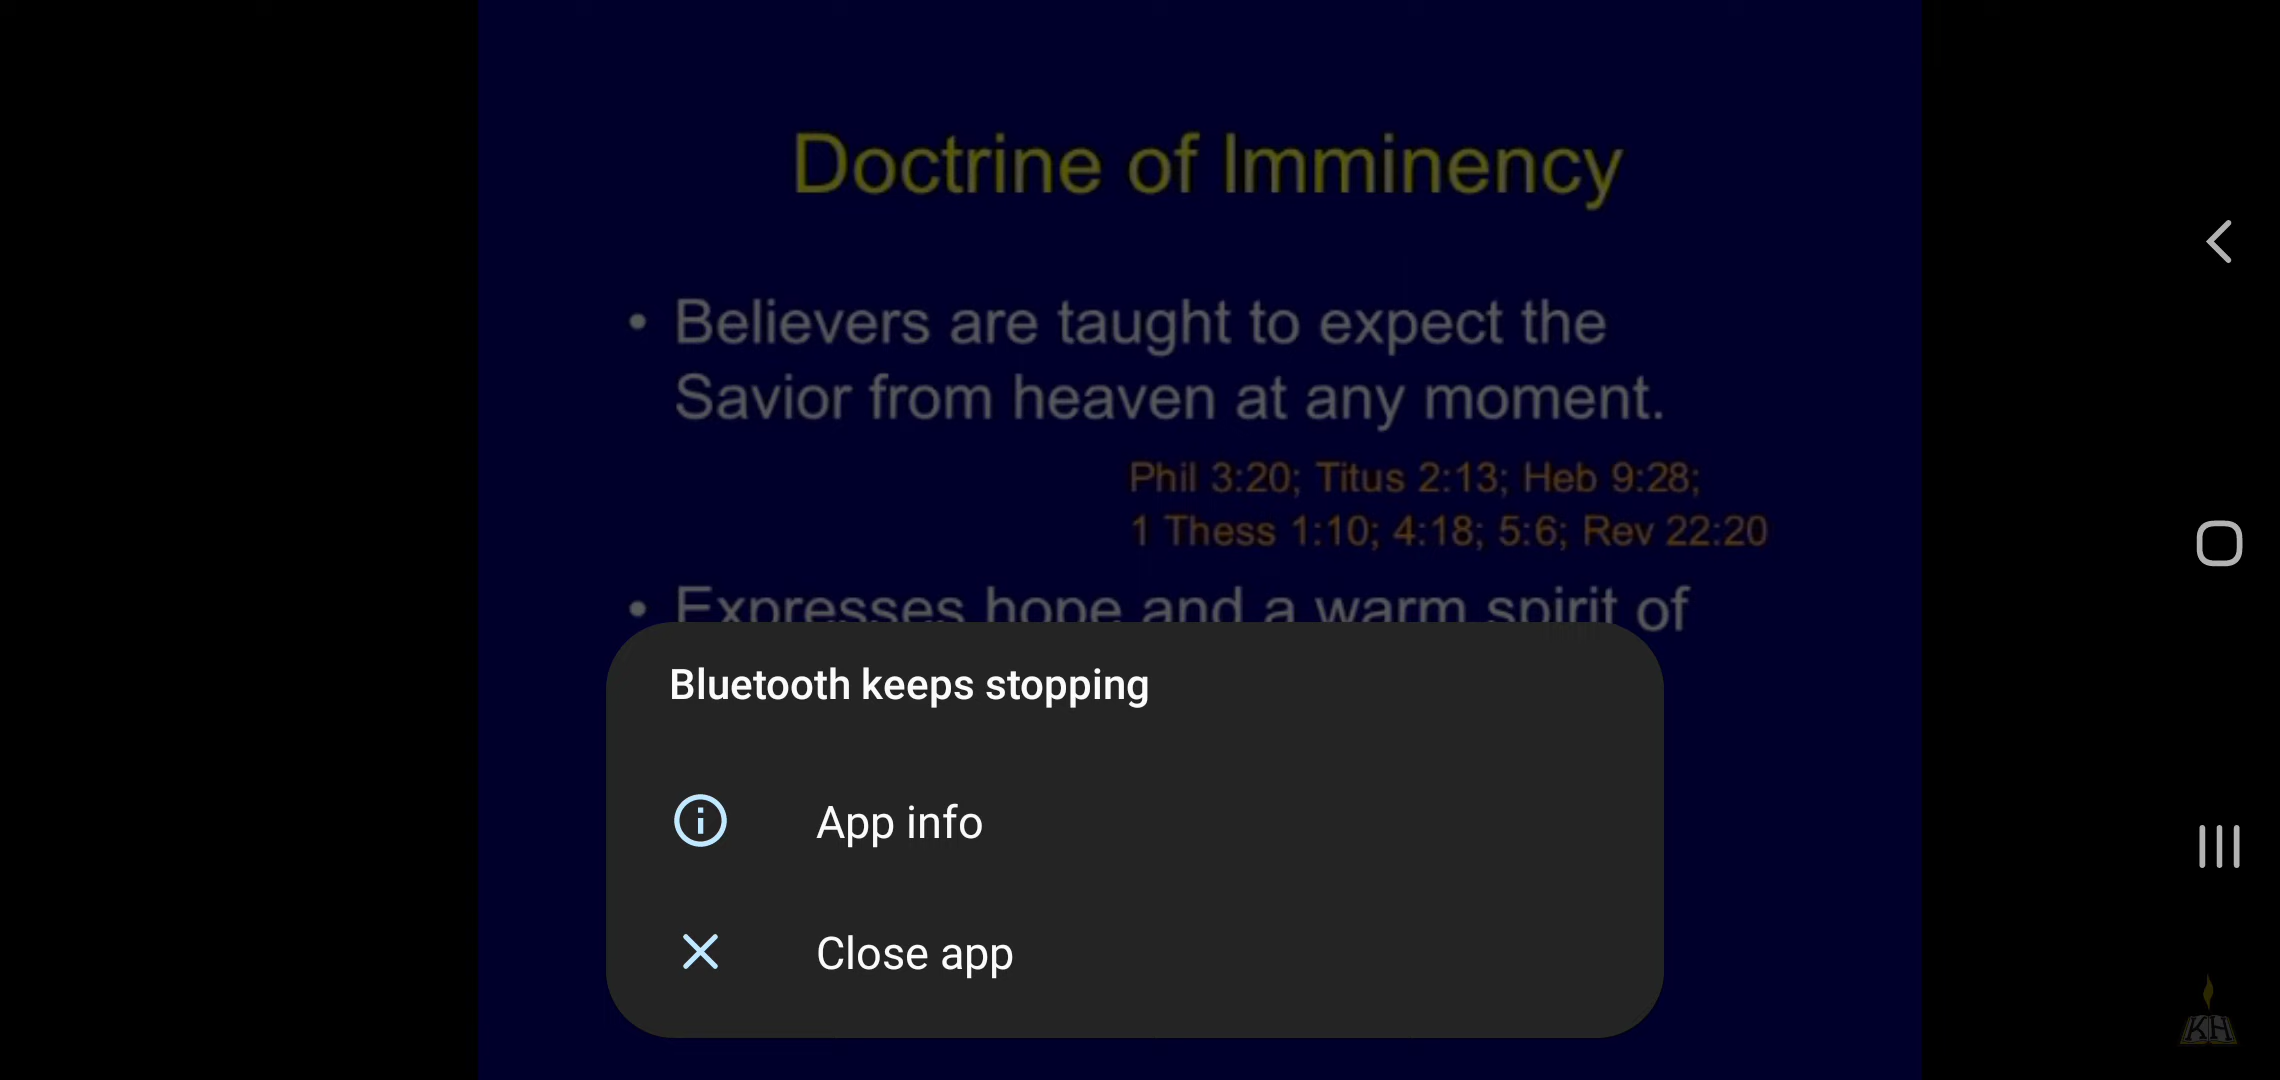 Doctrine of Imminency
• Believers are taught to expect the
Savior from heaven at any moment.
Phil 3:20; Titus 2:13; Heb 9:28;
1 Thess 1:10; 4:18; 5:6; Rev 22:20
• Expresses hope and a warm spirit of
Bluetooth keeps stopping
App info
Close app
KH